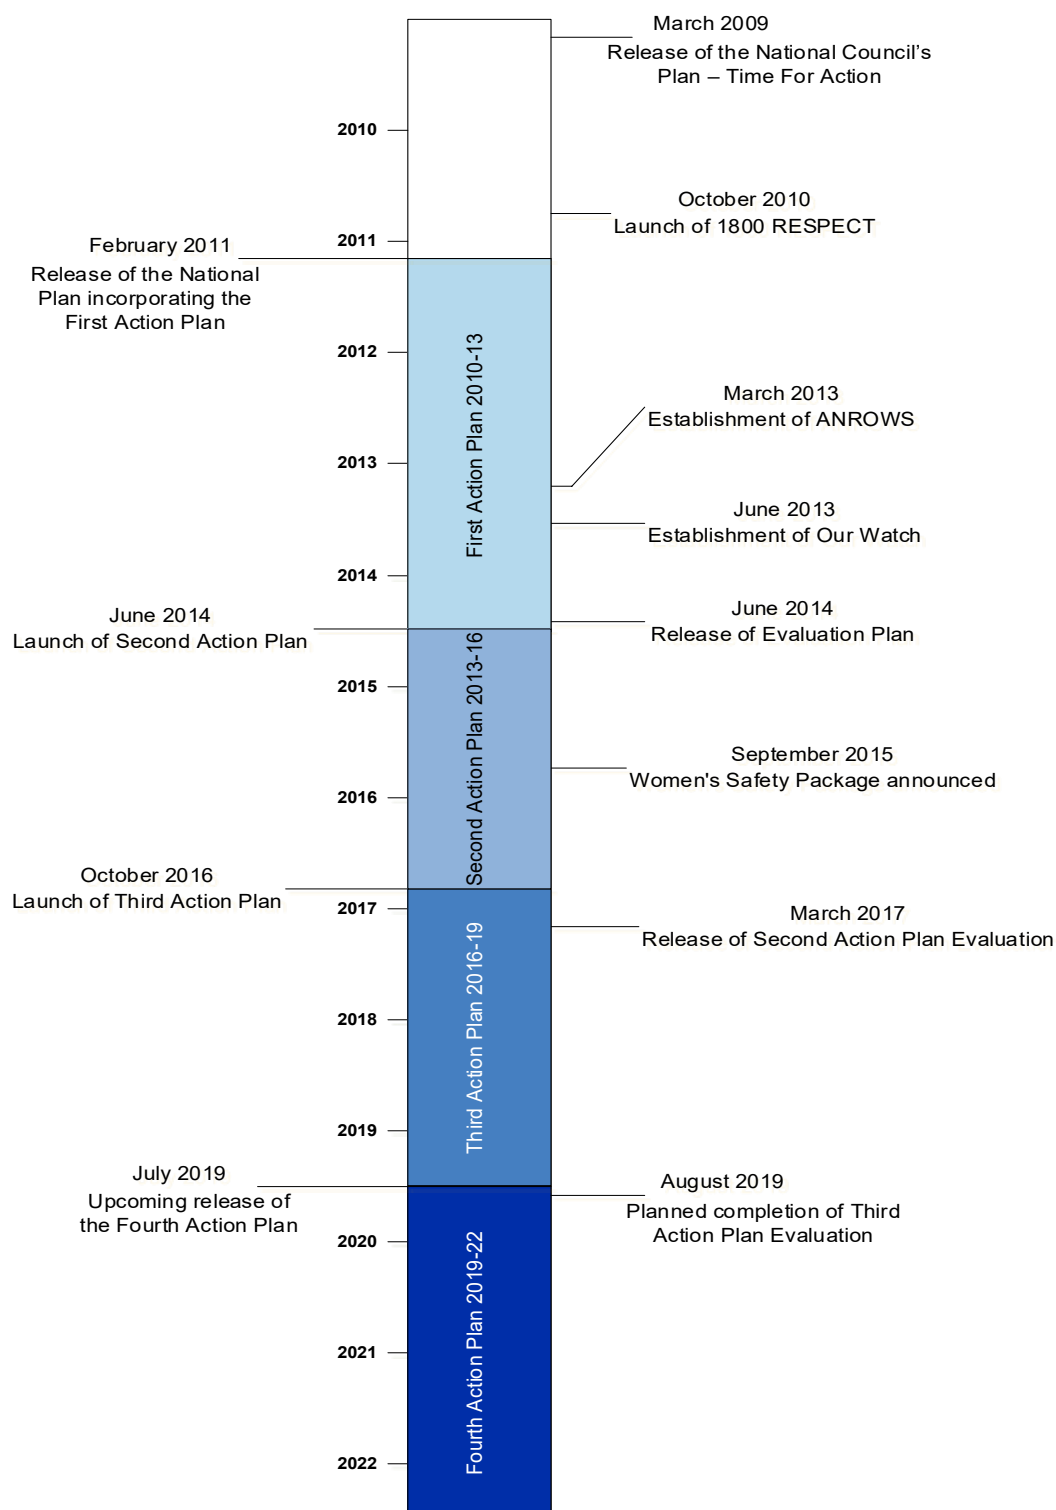 March 2009
Release of the National Council's
Plan – Time For Action
2010
October 2010
Launch of 1800 RESPECT
2011
February 2011
Release of the National
Plan incorporating the
First Action Plan
First Action Plan 2010-13
2012
March 2013
Establishment of ANROWS
2013
June 2013
Establishment of Our Watch
2014
June 2014
Launch of Second Action Plan
June 2014
Release of Evaluation Plan
Second Action Plan 2013-16
2015
September 2015
Women's Safety Package announced
2016
October 2016
Launch of Third Action Plan
2017
March 2017
Release of Second Action Plan Evaluation
Third Action Plan 2016-19
2018
2019
July 2019
Upcoming release of
the Fourth Action Plan
August 2019
Planned completion of Third
Action Plan Evaluation
2020
Fourth Action Plan 2019-22
2021
2022